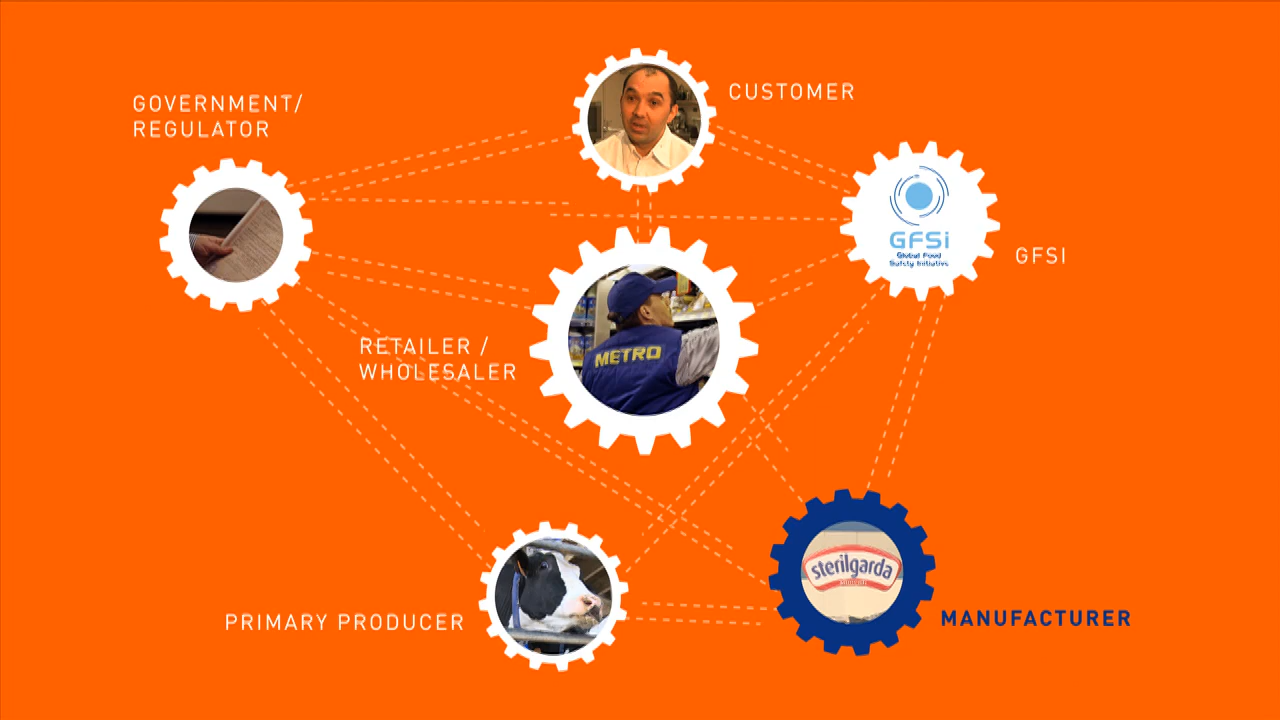 CUSTOMER
GOVERNMENT/
REGULATOR
GFSi
Global Food
Safety Initiative
GFSI
RETAILER /
WHOLESALER
METRO
sterilgarda
PRIMARY PRODUCER
MANUFACTURER